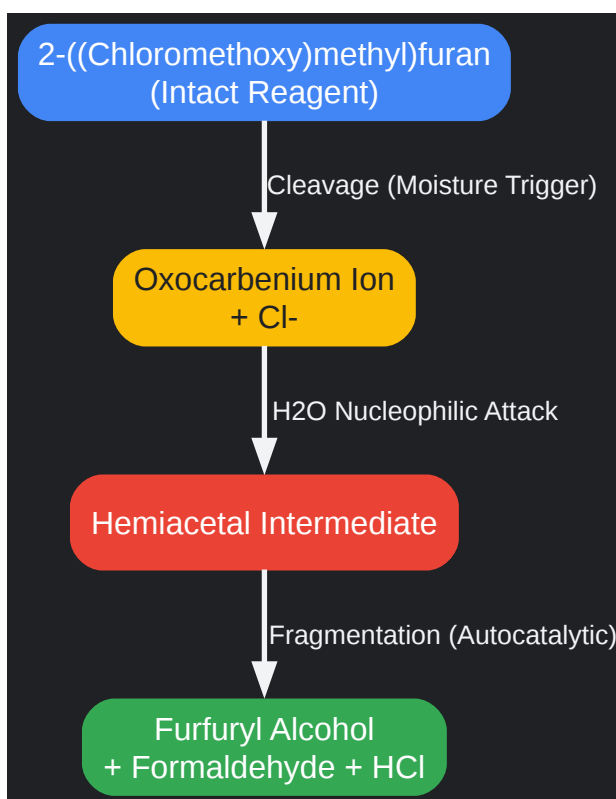 2-((Chloromethoxy)methyl)furan
(Intact Reagent)
Cleavage (Moisture Trigger)
Oxocarbenium Ion
+ Cl-
H2O Nucleophilic Attack
Hemiacetal Intermediate
Fragmentation (Autocatalytic)
Furfuryl Alcohol
+ Formaldehyde + HCl